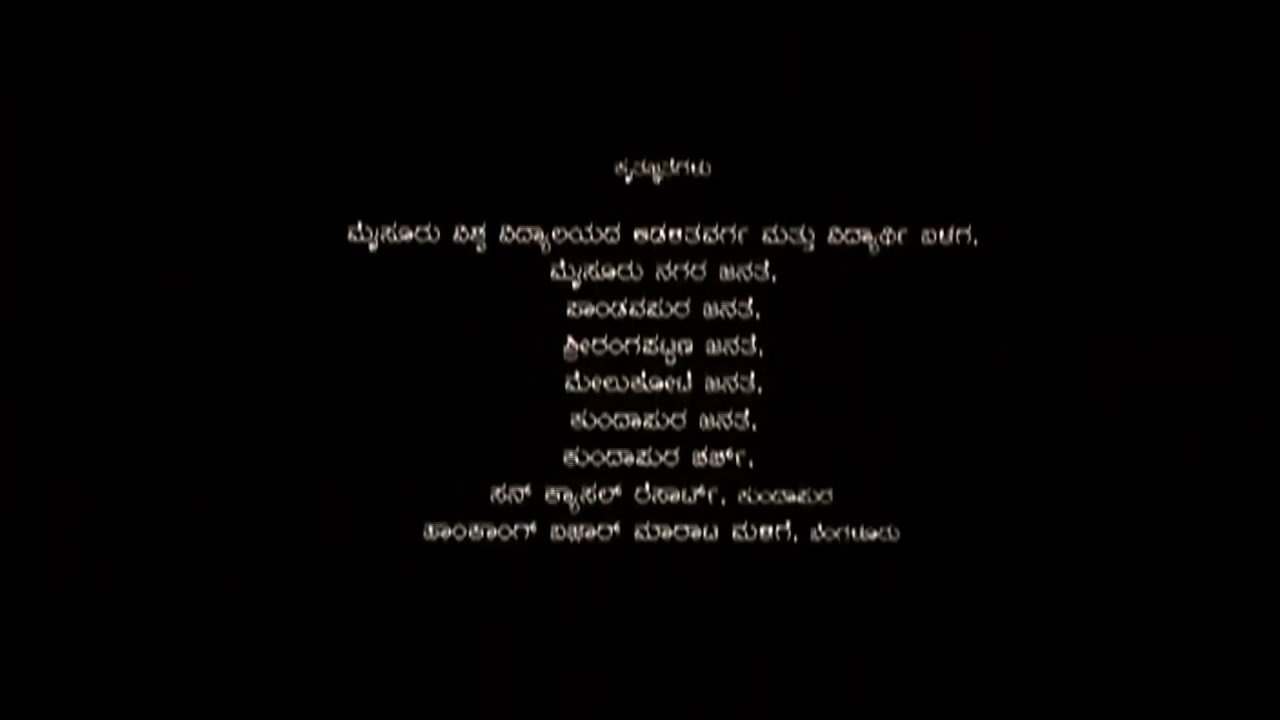 ಕೃತಜ್ಞತೆಗಳು
ಮೈಸೂರು ವಿಶ್ವ ವಿದ್ಯಾಲಯದ ಆಡಳಿತವರ್ಗ ಮತ್ತು ವಿದ್ಯಾರ್ಥಿ ಬಳಗ,
ಮೈಸೂರು ನಗರ ಜನತೆ,
ಪಾಂಡವಪುರ ಜನತೆ,
ಶ್ರೀರಂಗಪಟ್ಟಣ ಜನತೆ,
ಮೇಲುಕೋಟೆ ಜನತೆ,
ಕುಂದಾಪುರ ಜನತೆ,
ಕುಂದಾಪುರ ಚರ್ಚ್,
ಸನ್ ಕ್ಯಾಸಲ್ ರೆಸಾರ್ಟ್, ಕುಂದಾಪುರ
ಹಾಂಕಾಂಗ್ ಬಜಾರ್ ಮಾರಾಟ ಮಳಿಗೆ, ಬೆಂಗಳೂರು